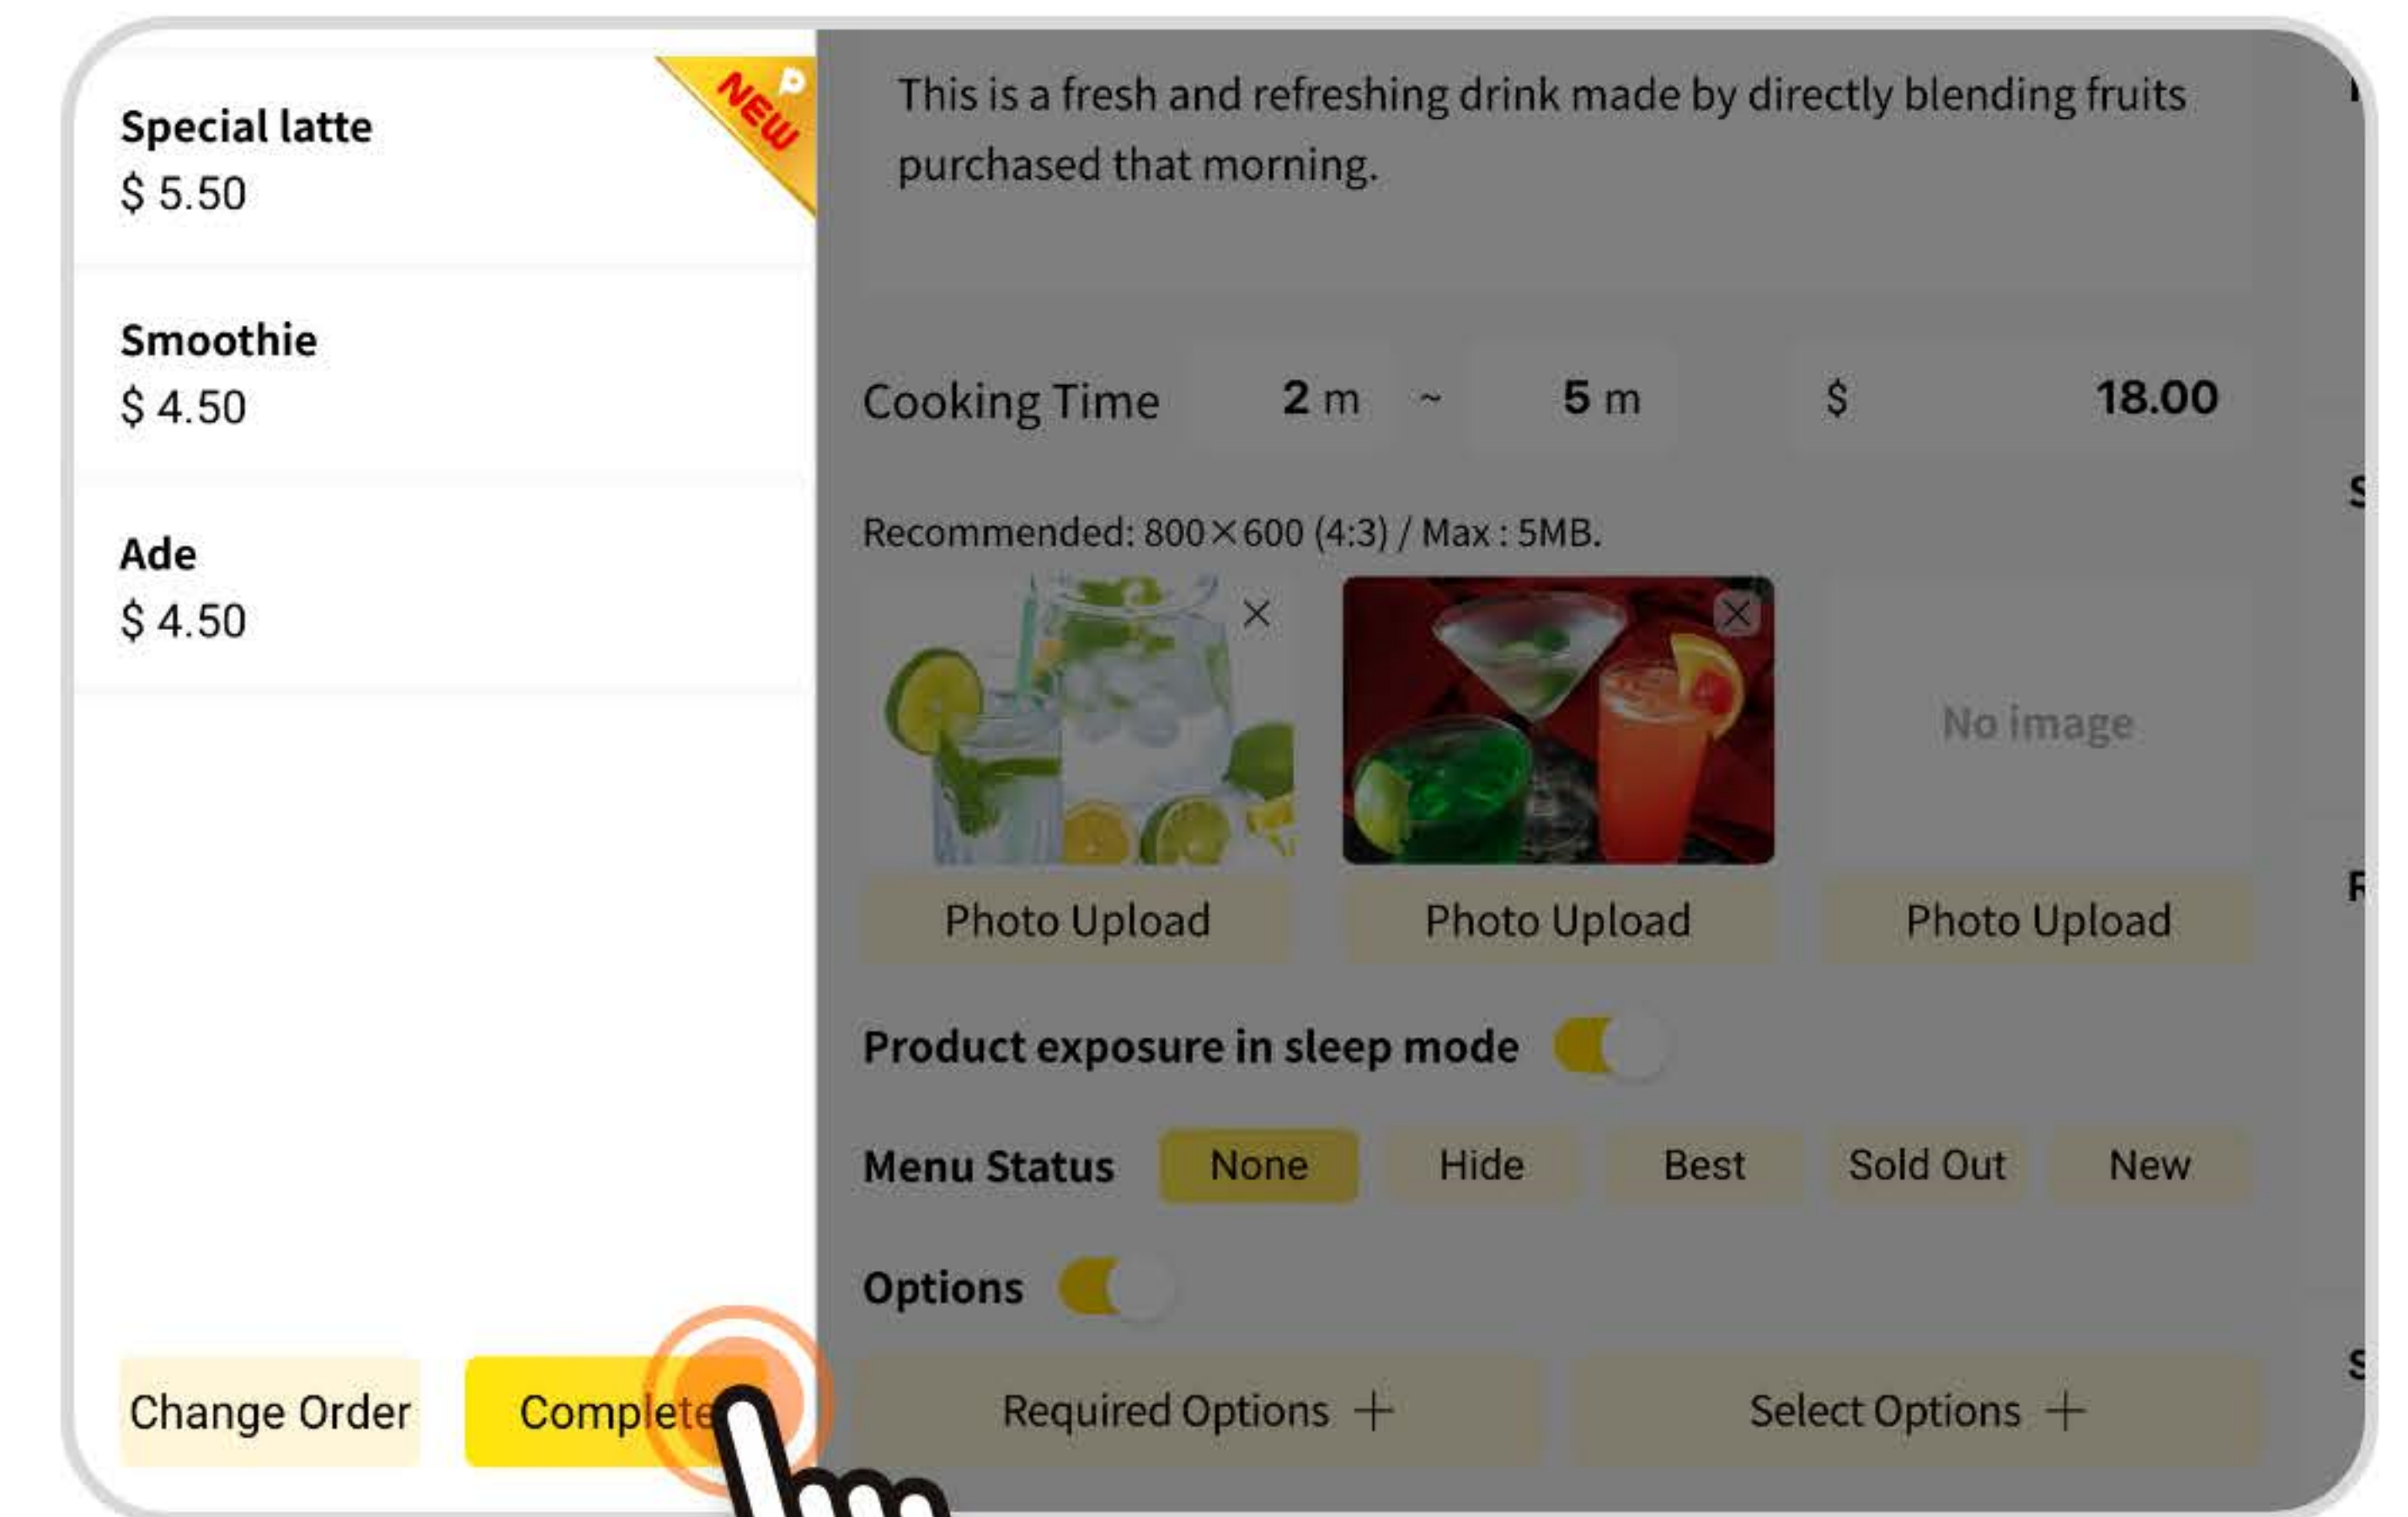 Special latte
$ 5.50
NEW
P
Smoothie
$ 4.50
Ade
$ 4.50
Change Order
Complete
This is a fresh and refreshing drink made by directly blending fruits
purchased that morning.
Cooking Time 2 m ~ 5 m $ 18.00
Recommended: 800×600 (4:3) / Max : 5MB.
No image
Photo Upload Photo Upload Photo Upload
Product exposure in sleep mode
Menu Status None Hide Best Sold Out New
Options
Required Options + Select Options +
S
R
S